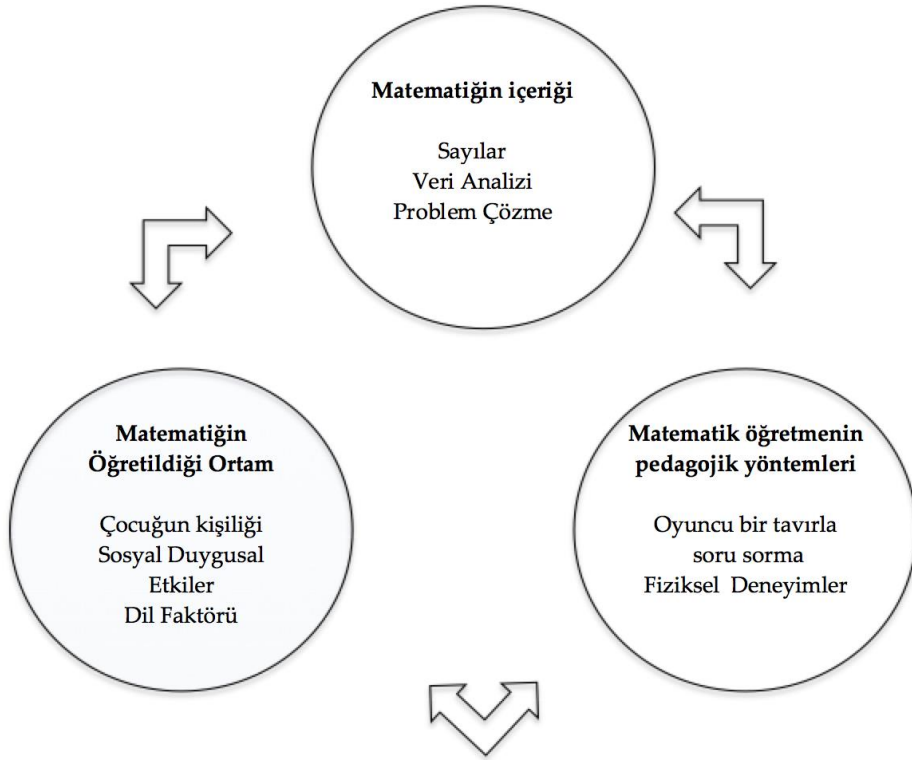 Matematiğin içeriği
Sayılar
Veri Analizi
Problem Çözme
Matematiğin
Öğretildiği Ortam
Çocuğun kişiliği
Sosyal Duygusal
Etkiler
Dil Faktörü
Matematik öğretmenin
pedagojik yöntemleri
Oyuncu bir tavırla
soru sorma
Fiziksel Deneyimler